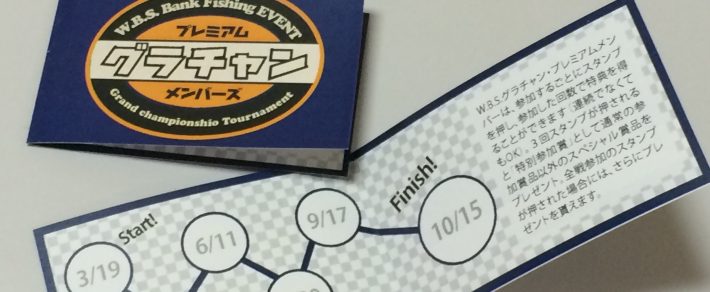 W.B.S. Bank Fishing EVENT
プレミアム
グラチャン
メンバーズ
Grand championshio Tournament
W.B.S.グラチャン・プレミアムメン
バーは、参加するごとにスタンプ
を押し、参加した回数で特典を得
ることができます(連続でなくて
もOK)。3回スタンプが押される
と「特別参加賞」として通常の参
加賞品以外のスペシャル賞品を
プレゼント。全戦参加のスタンプ
が押された場合には、さらにプレ
ゼントを貰えます。
Start!
3/19
6/11
9/17
Finish!
10/15